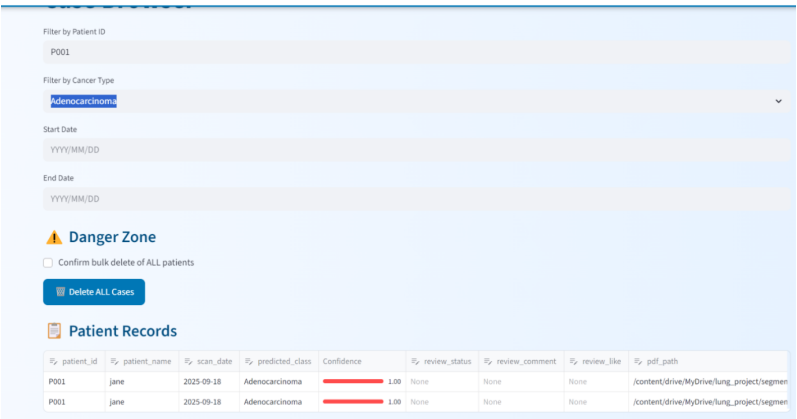 Case Browser
Filter by Patient ID
P001
Filter by Cancer Type
Adenocarcinoma
Start Date
YYYY/MM/DD
End Date
YYYY/MM/DD
Danger Zone
Confirm bulk delete of ALL patients
Delete ALL Cases
Patient Records
patient_id patient_name scan_date predicted_class Confidence review_status review_comment review_like pdf_path
P001 jane 2025-09-18 Adenocarcinoma 1.00 None None None /content/drive/MyDrive/lung_project/segmen
P001 jane 2025-09-18 Adenocarcinoma 1.00 None None None /content/drive/MyDrive/lung_project/segmen